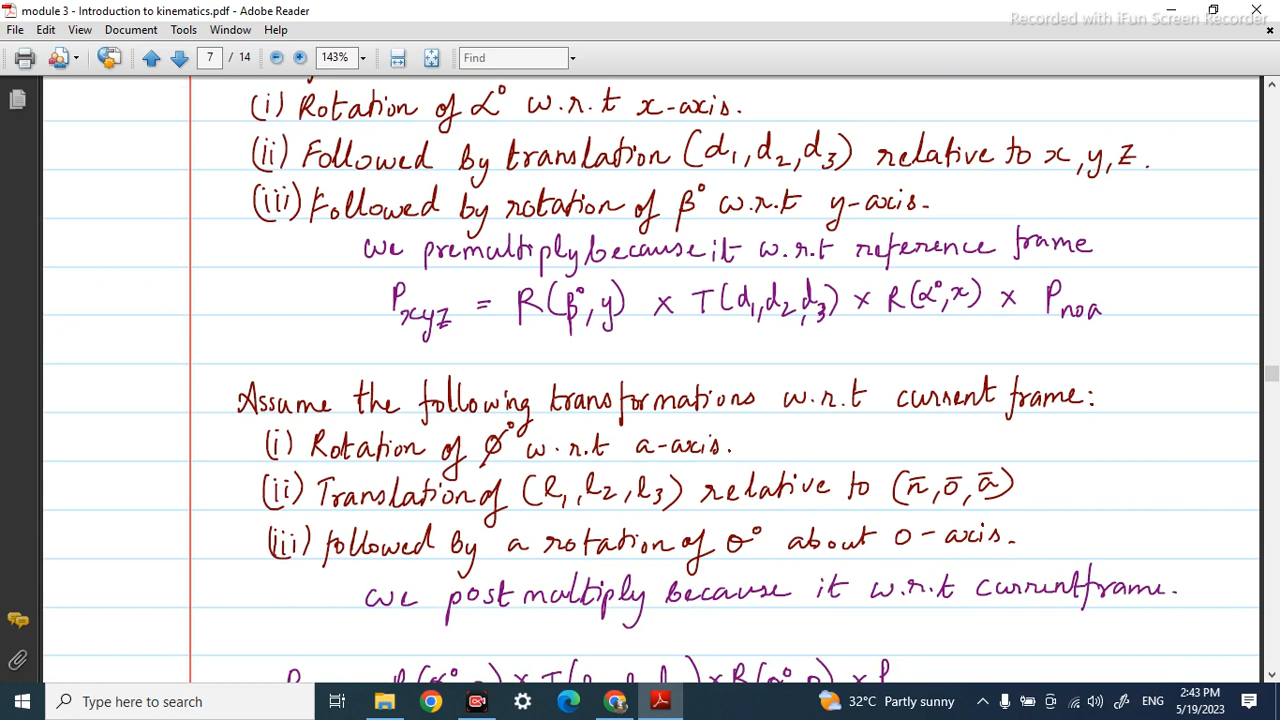 module 3 - Introduction to kinematics.pdf - Adobe Reader
Recorded with iFun Screen Recorder
File Edit View Document Tools Window Help
7 / 14 143% Find
(i) Rotation of α° w.r.t x-axis.
(ii) Followed by translation (d₁, d₂, d₃) relative to x, y, z.
(iii) Followed by rotation of β° w.r.t y-axis.
we premultiply because it w.r.t reference frame
P_xyz = R(β°, y) × T(d₁, d₂, d₃) × R(α°, x) × P_noa
Assume the following transformations w.r.t current frame:
(i) Rotation of φ° w.r.t a-axis.
(ii) Translation of (l₁, l₂, l₃) relative to (n̄, ō, ā)
(iii) followed by a rotation of θ° about o-axis.
we post multiply because it w.r.t current frame.
Type here to search
32°C Partly sunny
2:43 PM
5/19/2023